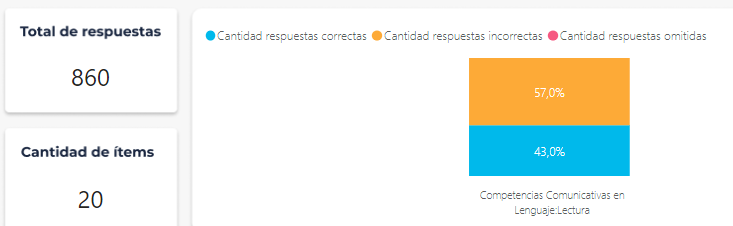 Total de respuestas
860
Cantidad de ítems
20
Cantidad respuestas correctas Cantidad respuestas incorrectas Cantidad respuestas omitidas
57,0%
43,0%
Competencias Comunicativas en
Lenguaje:Lectura